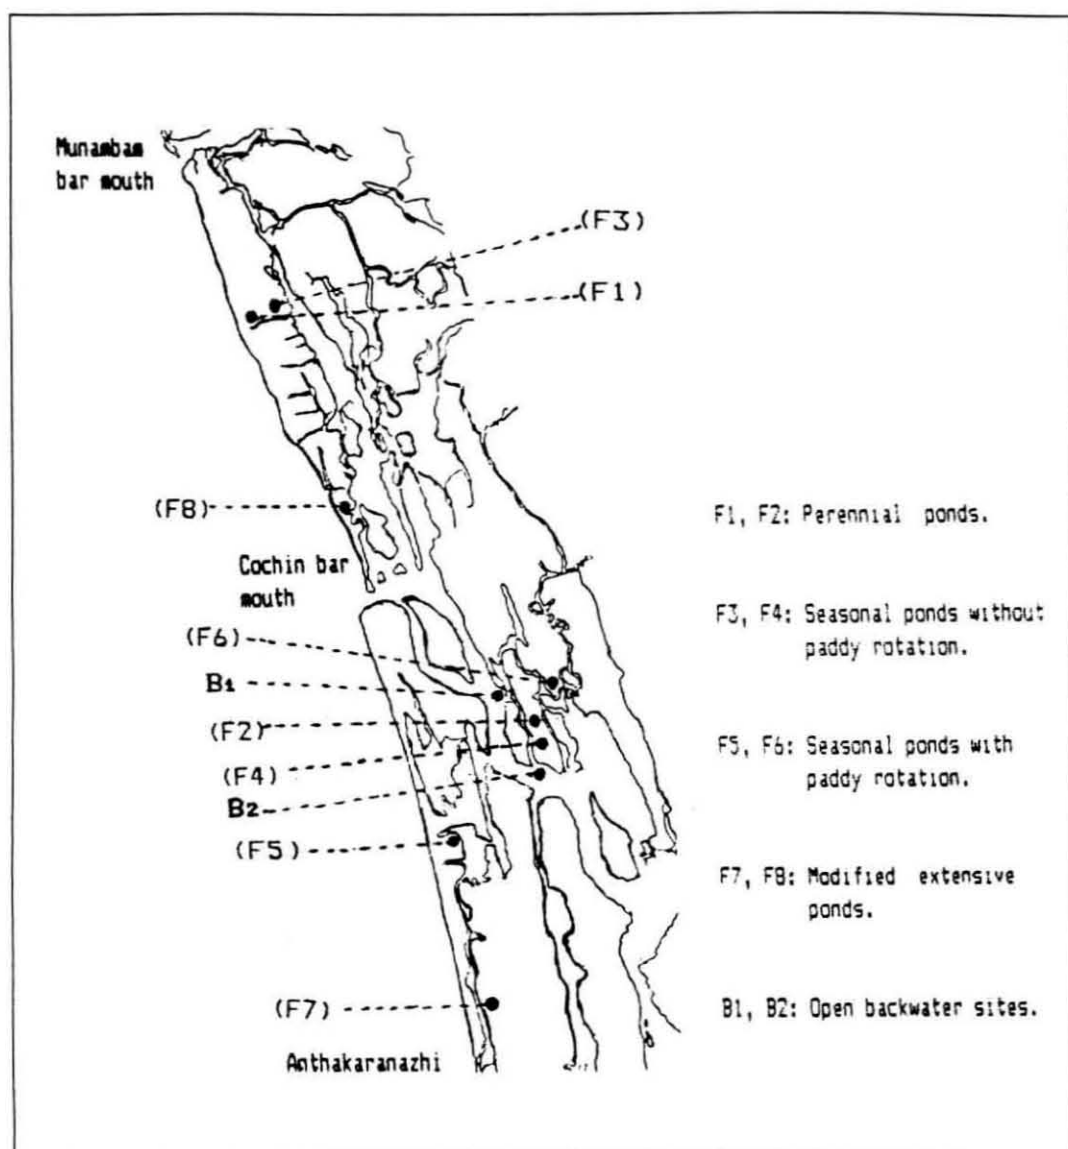 Munambam
bar mouth
(F3)
(F1)
(F8)
Cochin bar
mouth
(F6)
B1
(F2)
(F4)
B2
(F5)
(F7)
Anthakaranazhi
F1, F2: Perennial ponds.
F3, F4: Seasonal ponds without
paddy rotation.
F5, F6: Seasonal ponds with
paddy rotation.
F7, F8: Modified extensive
ponds.
B1, B2: Open backwater sites.